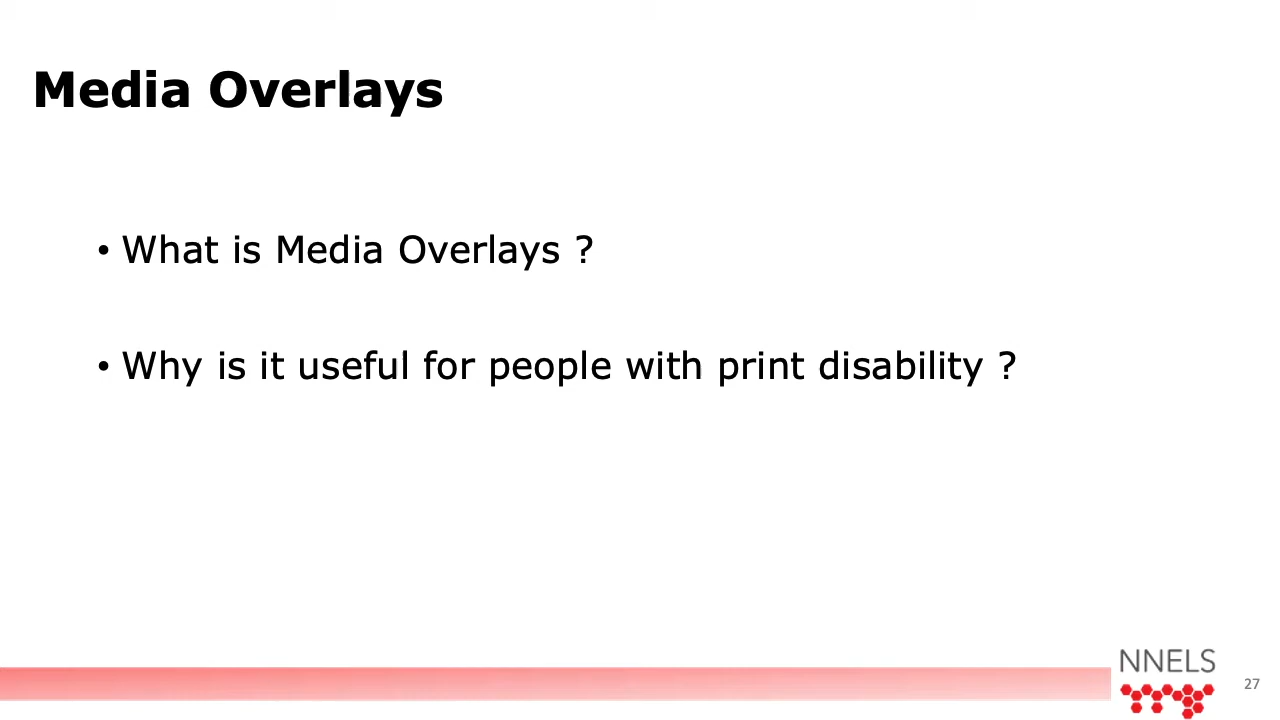 Media Overlays
• What is Media Overlays ?
• Why is it useful for people with print disability ?
NNELS
27